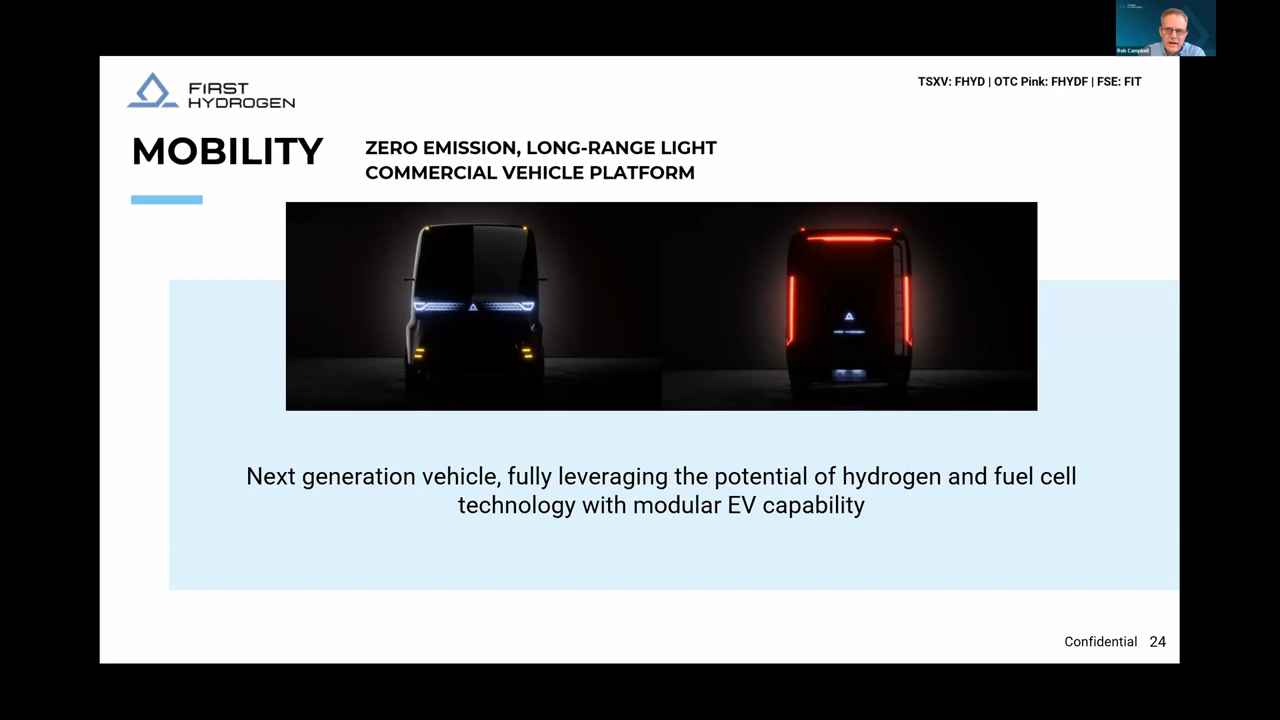 Rob Campbell
FIRST
HYDROGEN
TSXV: FHYD | OTC Pink: FHYDF | FSE: FIT
MOBILITY
ZERO EMISSION, LONG-RANGE LIGHT
COMMERCIAL VEHICLE PLATFORM
FIRST HYDROGEN
Next generation vehicle, fully leveraging the potential of hydrogen and fuel cell
technology with modular EV capability
Confidential 24